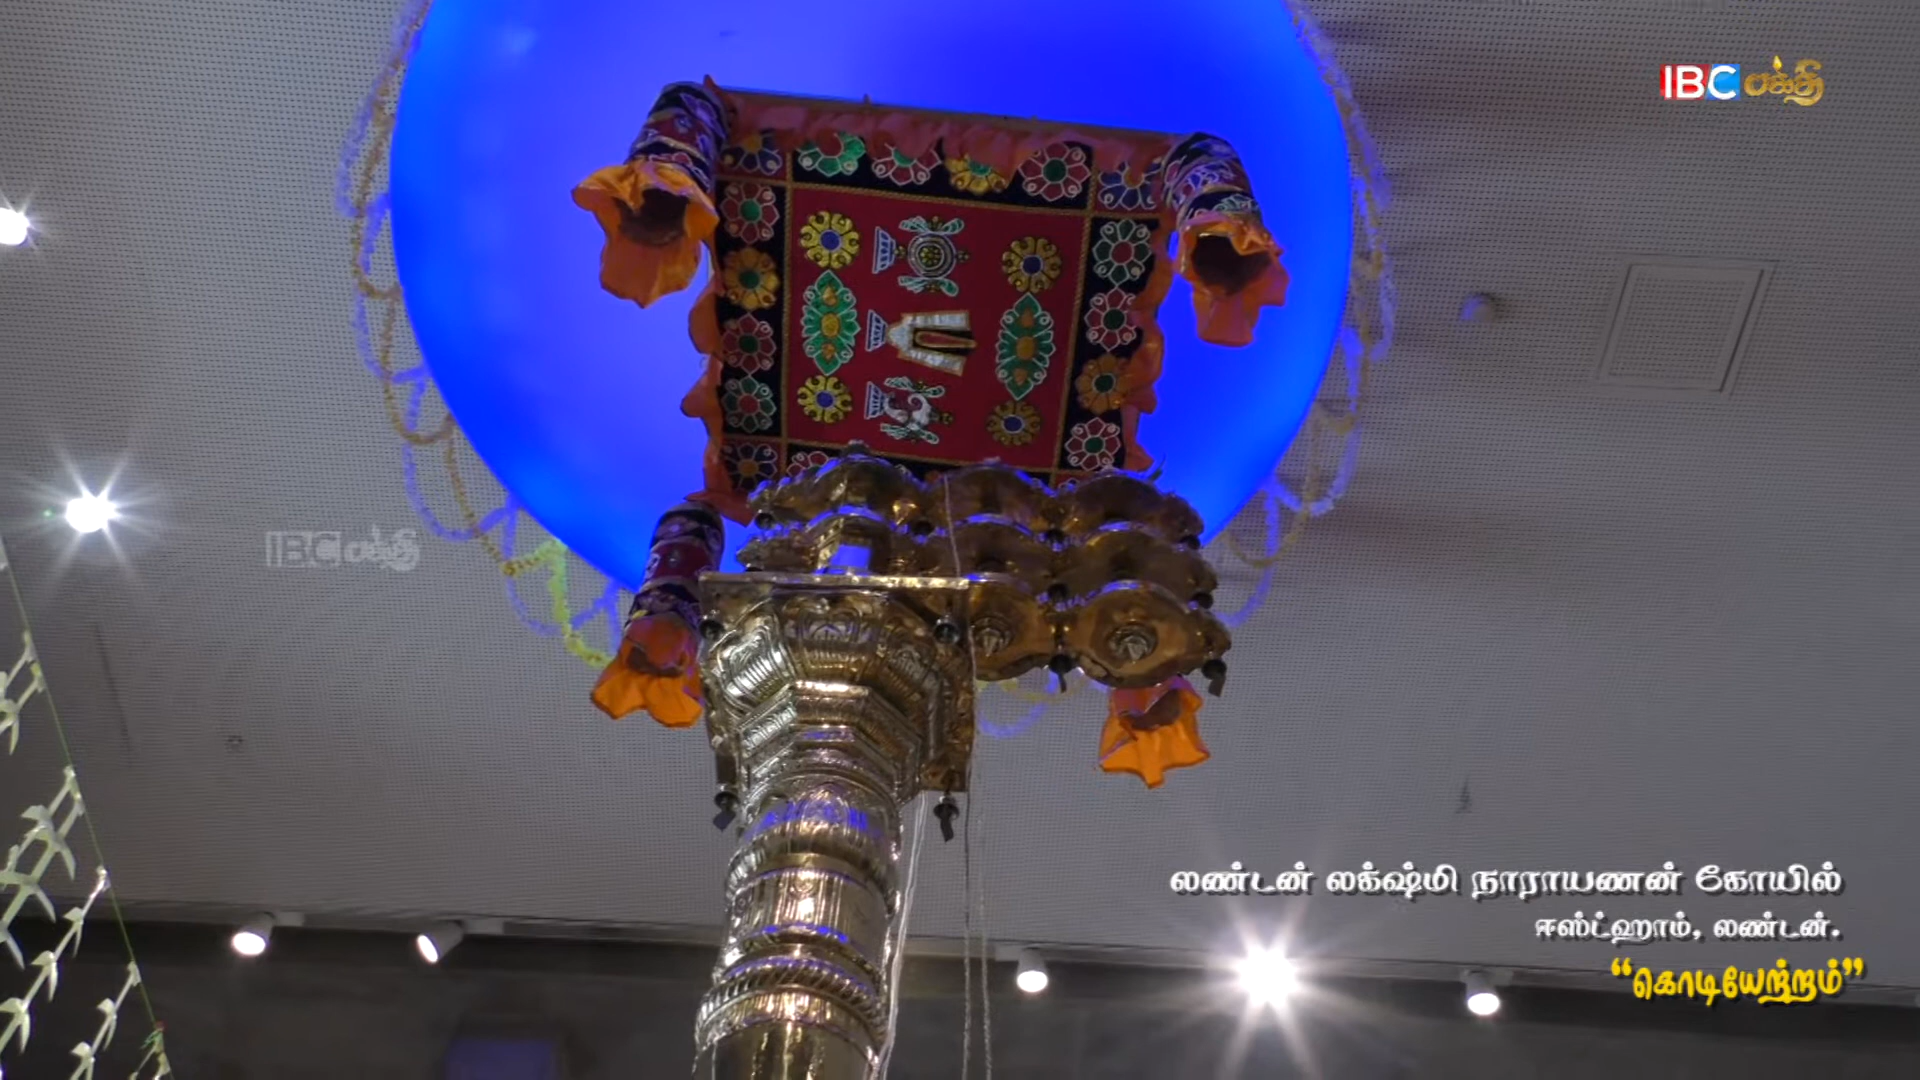 IBC பக்தி
IBC பக்தி
லண்டன் லக்ஷ்மி நாராயணன் கோயில்
ஈஸ்ட்ஹாம், லண்டன்.
“கொடியேற்றம்”